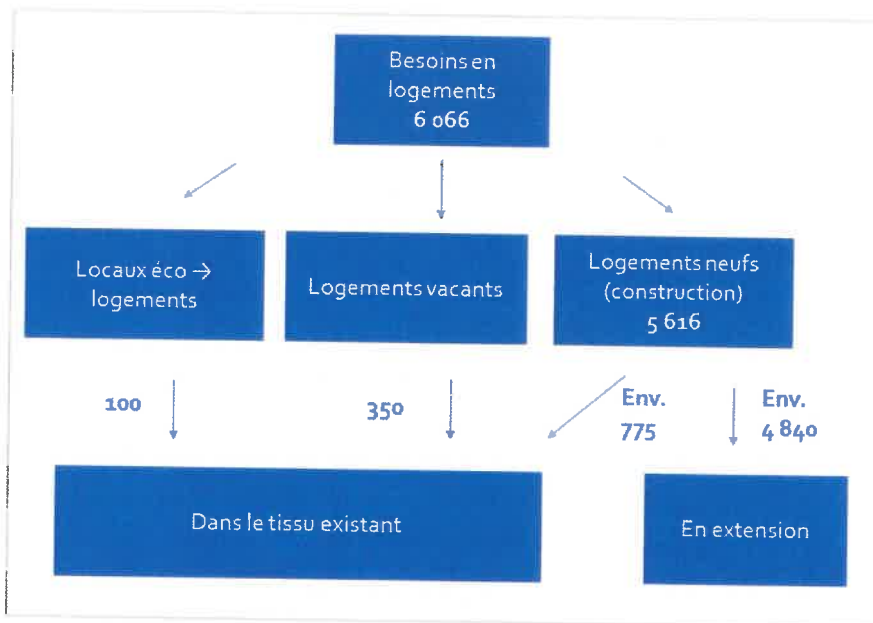 Besoins en
logements
6 066
Locaux éco →
logements
Logements vacants
Logements neufs
(construction)
5 616
100
350
Env.
775
Env.
4 840
Dans le tissu existant
En extension